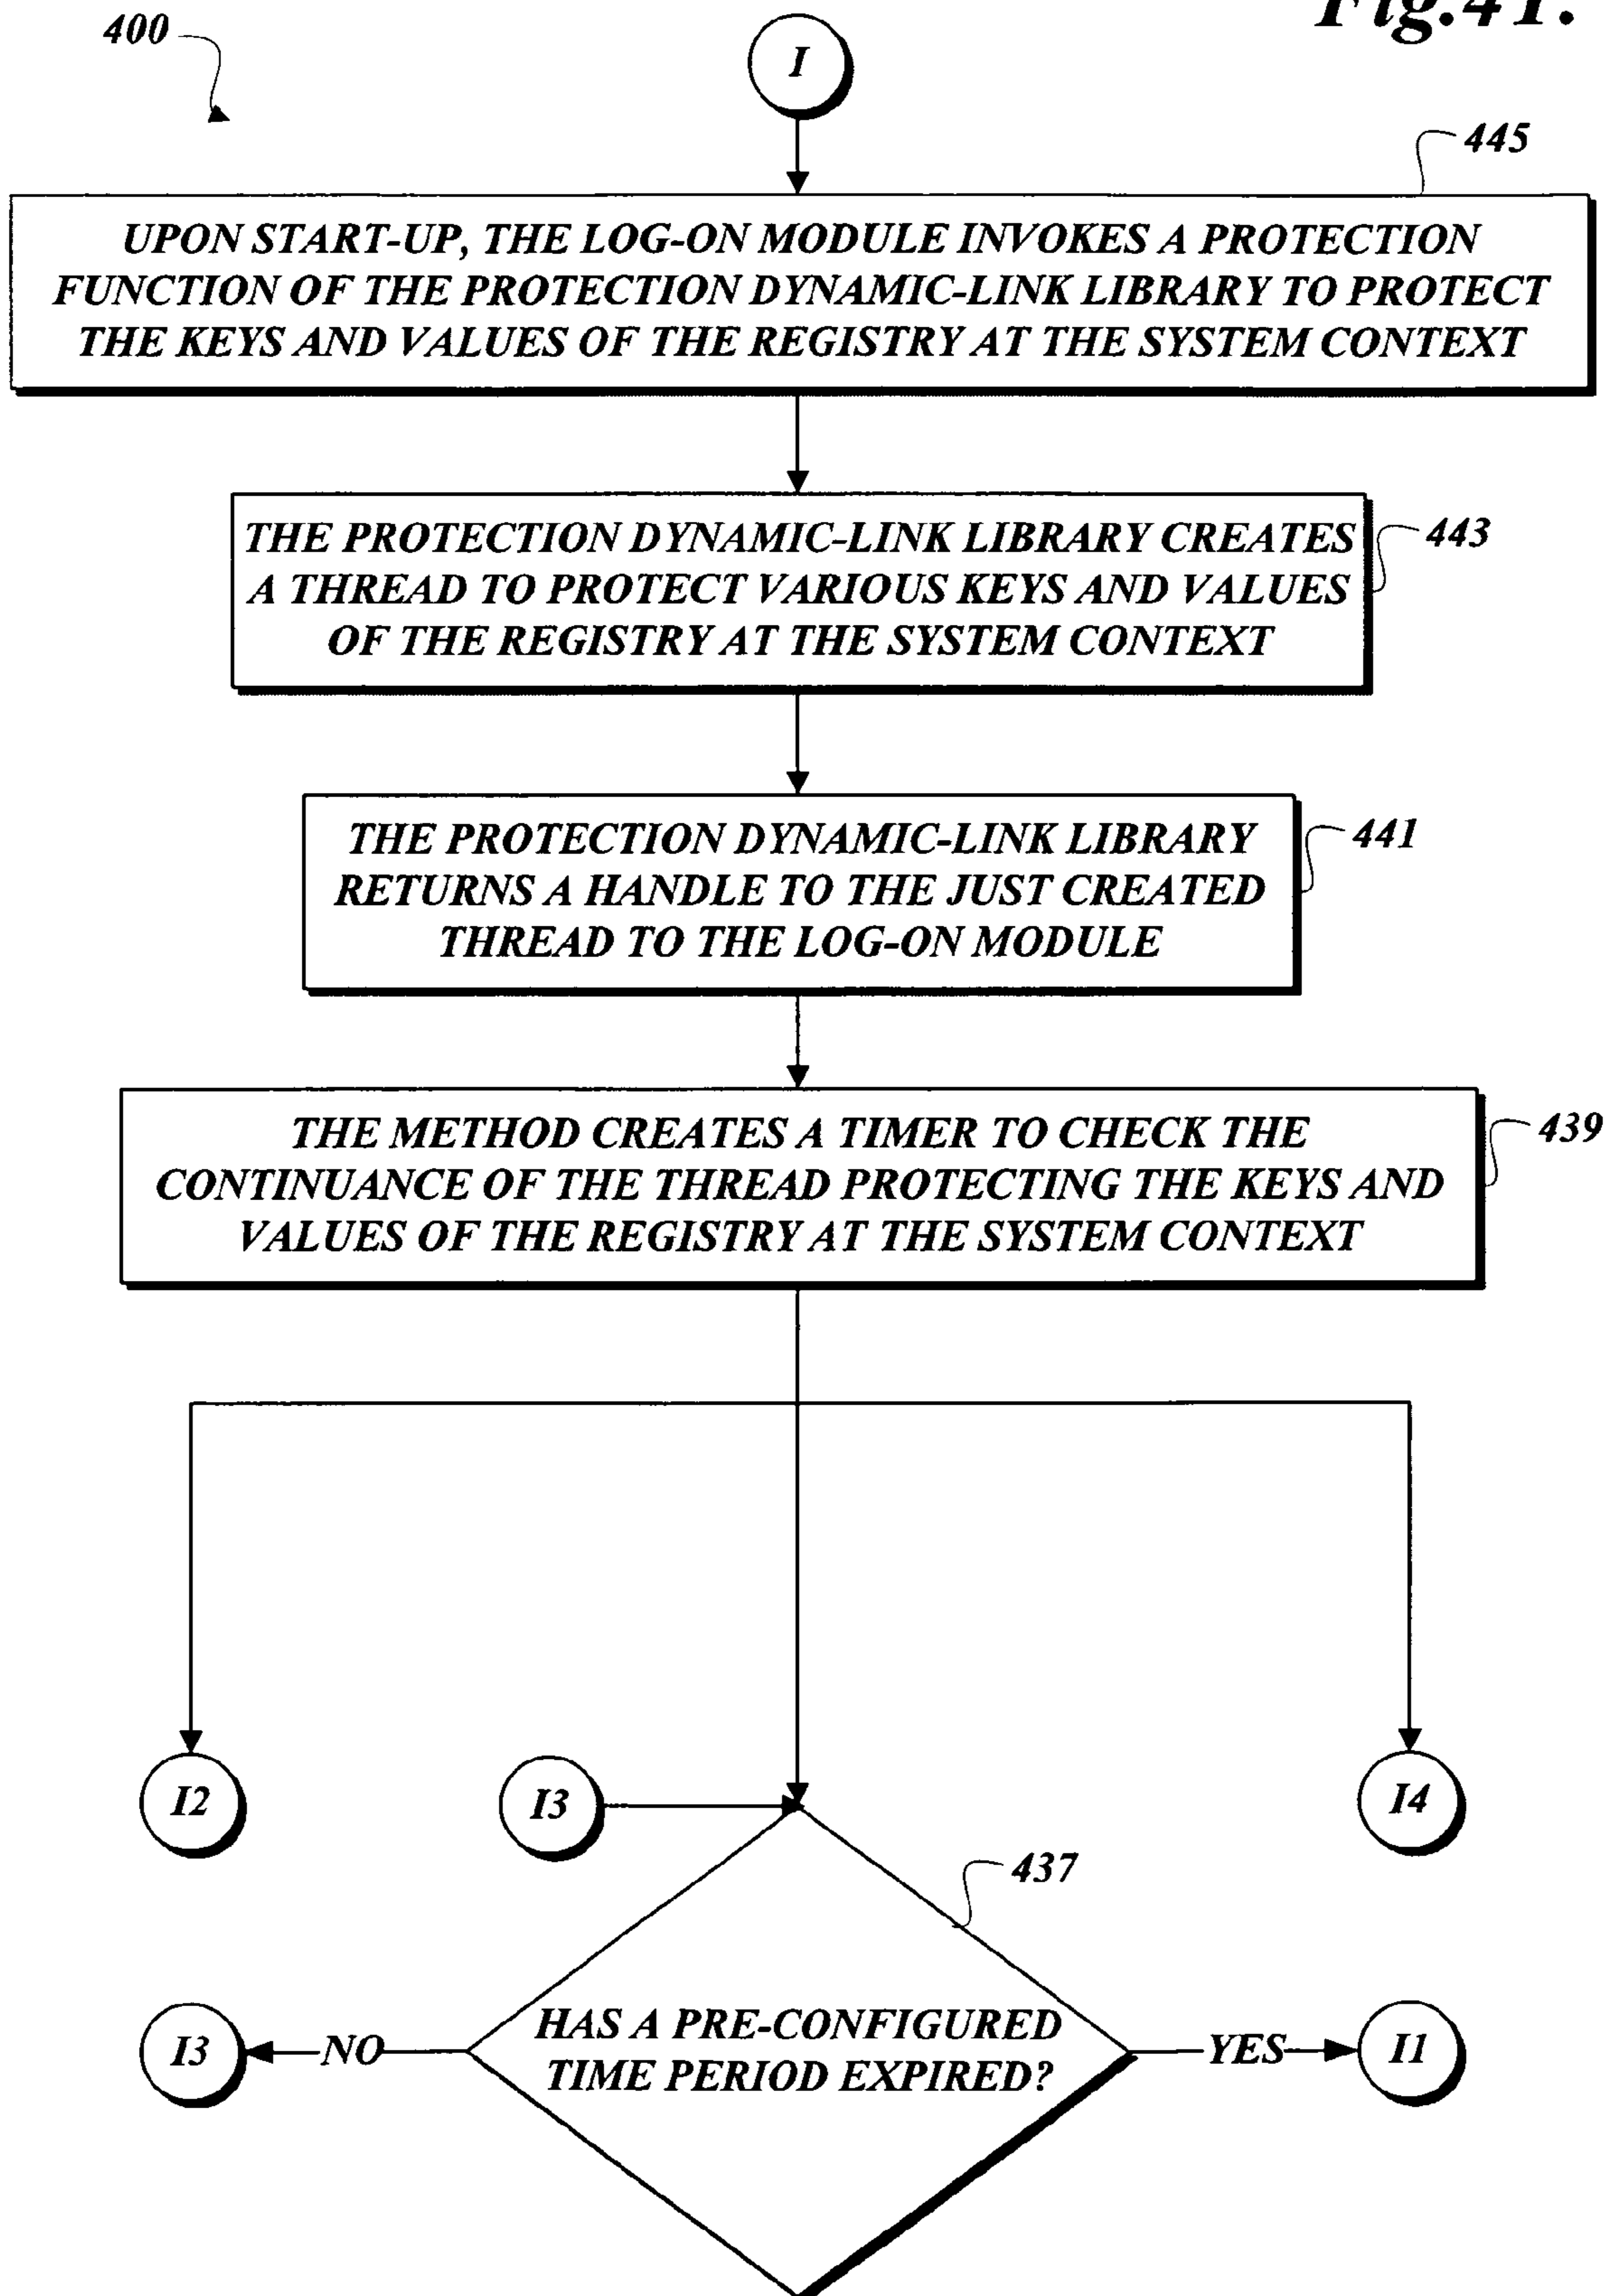 400
I
445
UPON START-UP, THE LOG-ON MODULE INVOKES A PROTECTION
FUNCTION OF THE PROTECTION DYNAMIC-LINK LIBRARY TO PROTECT
THE KEYS AND VALUES OF THE REGISTRY AT THE SYSTEM CONTEXT
THE PROTECTION DYNAMIC-LINK LIBRARY CREATES
A THREAD TO PROTECT VARIOUS KEYS AND VALUES
OF THE REGISTRY AT THE SYSTEM CONTEXT
443
THE PROTECTION DYNAMIC-LINK LIBRARY
RETURNS A HANDLE TO THE JUST CREATED
THREAD TO THE LOG-ON MODULE
441
THE METHOD CREATES A TIMER TO CHECK THE
CONTINUANCE OF THE THREAD PROTECTING THE KEYS AND
VALUES OF THE REGISTRY AT THE SYSTEM CONTEXT
439
I2
I3
I4
437
HAS A PRE-CONFIGURED
TIME PERIOD EXPIRED?
I3
NO
YES
I1